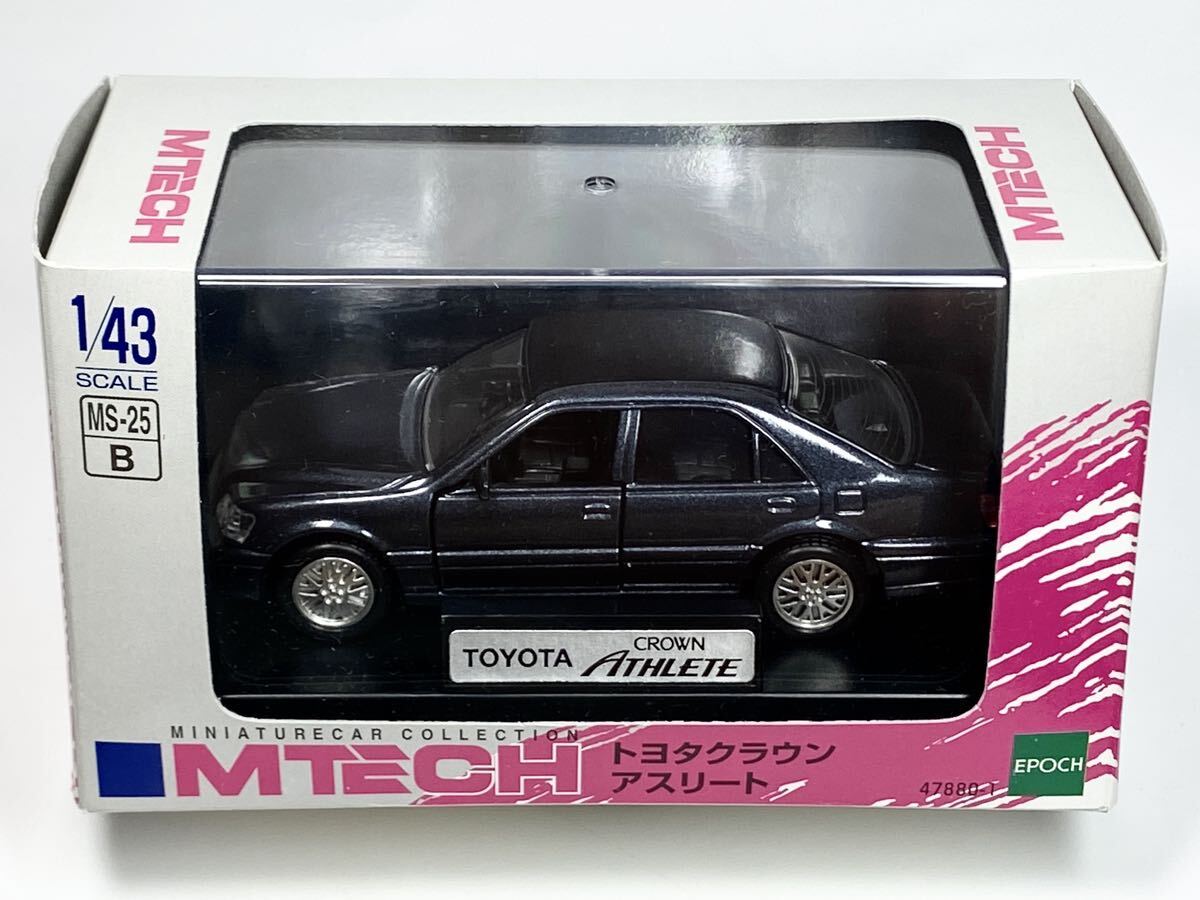 MTECH
MTECH
1/43
SCALE
MS-25
B
TOYOTA CROWN ATHLETE
MINIATURECAR COLLECTION
MTECH
トヨタクラウン
アスリート
47880-T
EPOCH